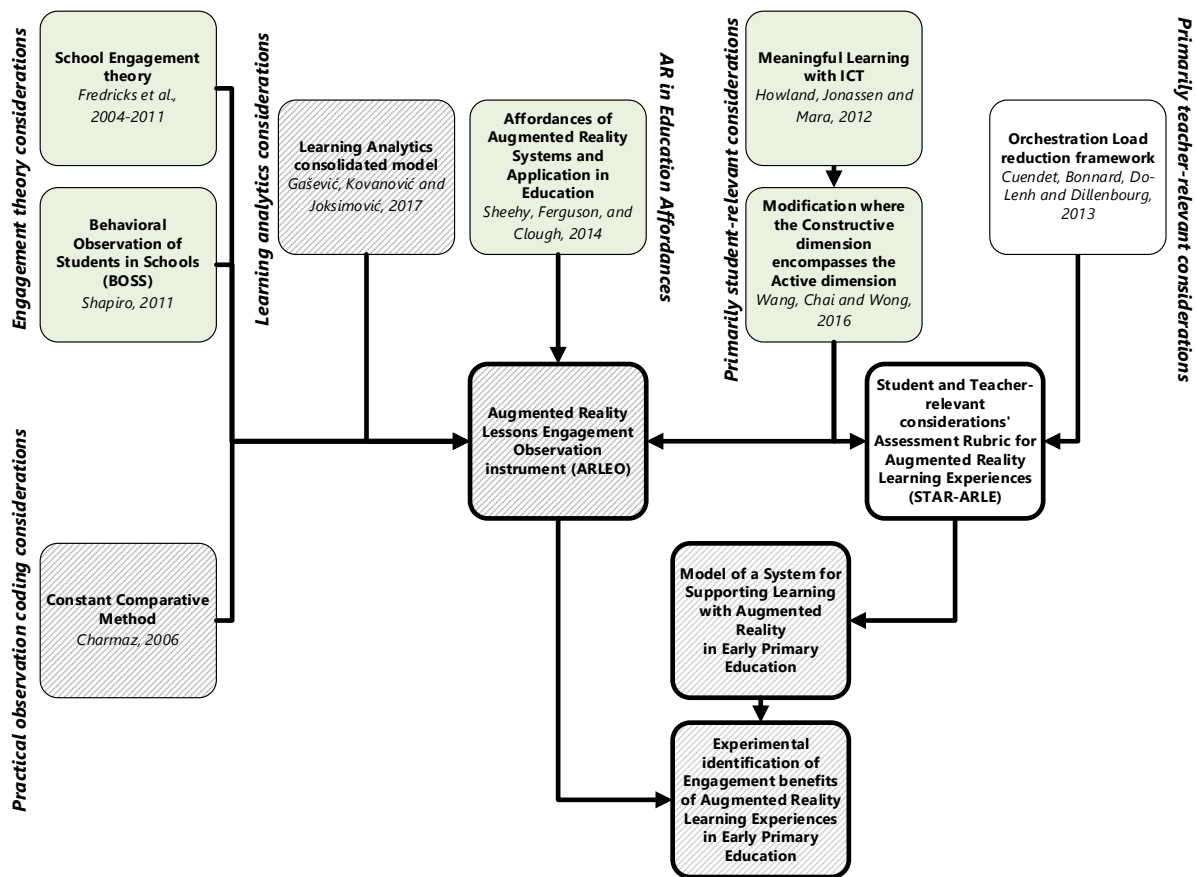 Engagement theory considerations
School Engagement
theory
Fredricks et al.,
2004-2011
Behavioral
Observation of
Students in Schools
(BOSS)
Shapiro, 2011
Learning analytics considerations
Learning Analytics
consolidated model
Gašević, Kovanović and
Joksimović, 2017
Affordances of
Augmented Reality
Systems and
Application in
Education
Sheehy, Ferguson, and
Clough, 2014
AR in Education Affordances
Primarily student-relevant considerations
Meaningful Learning
with ICT
Howland, Jonassen and
Mara, 2012
Modification where
the Constructive
dimension
encompasses the
Active dimension
Wang, Chai and Wong,
2016
Orchestration Load
reduction framework
Cuendet, Bonnard, Do-
Lenh and Dillenbourg,
2013
Primarily teacher-relevant considerations
Practical observation coding considerations
Constant Comparative
Method
Charmaz, 2006
Augmented Reality
Lessons Engagement
Observation
instrument (ARLEO)
Student and Teacher-
relevant
considerations'
Assessment Rubric for
Augmented Reality
Learning Experiences
(STAR-ARLE)
Model of a System for
Supporting Learning
with Augmented
Reality
in Early Primary
Education
Experimental
identification of
Engagement benefits
of Augmented Reality
Learning Experiences
in Early Primary
Education